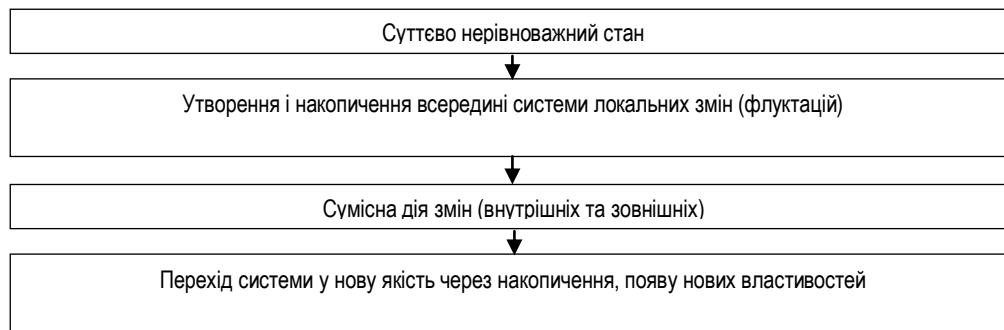 Суттєво нерівноважний стан
Утворення і накопичення всередині системи локальних змін (флуктацій)
Сумісна дія змін (внутрішніх та зовнішніх)
Перехід системи у нову якість через накопичення, появу нових властивостей